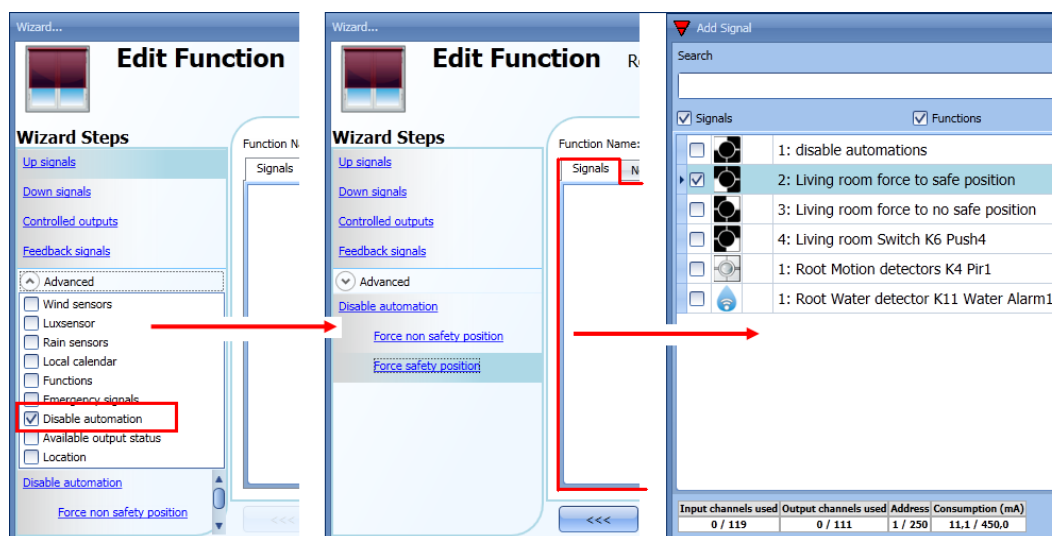 Wizard...
Edit Function
Wizard Steps
Up signals
Down signals
Controlled outputs
Feedback signals
Advanced
Wind sensors
Luxsensor
Rain sensors
Local calendar
Functions
Emergency signals
Disable automation
Available output status
Location
Disable automation
Force non safety position
Function N
Signals
<<<
Wizard...
Edit Function R
Wizard Steps
Up signals
Down signals
Controlled outputs
Feedback signals
Advanced
Disable automation
Force non safety position
Force safety position
Function Name:
Signals N
<<<
Add Signal
Search
Signals Functions
1: disable automations
2: Living room force to safe position
3: Living room force to no safe position
4: Living room Switch K6 Push4
1: Root Motion detectors K4 Pir1
1: Root Water detector K11 Water Alarm1
Input channels used Output channels used Address Consumption (mA)
0 / 119 0 / 111 1 / 250 11,1 / 450,0